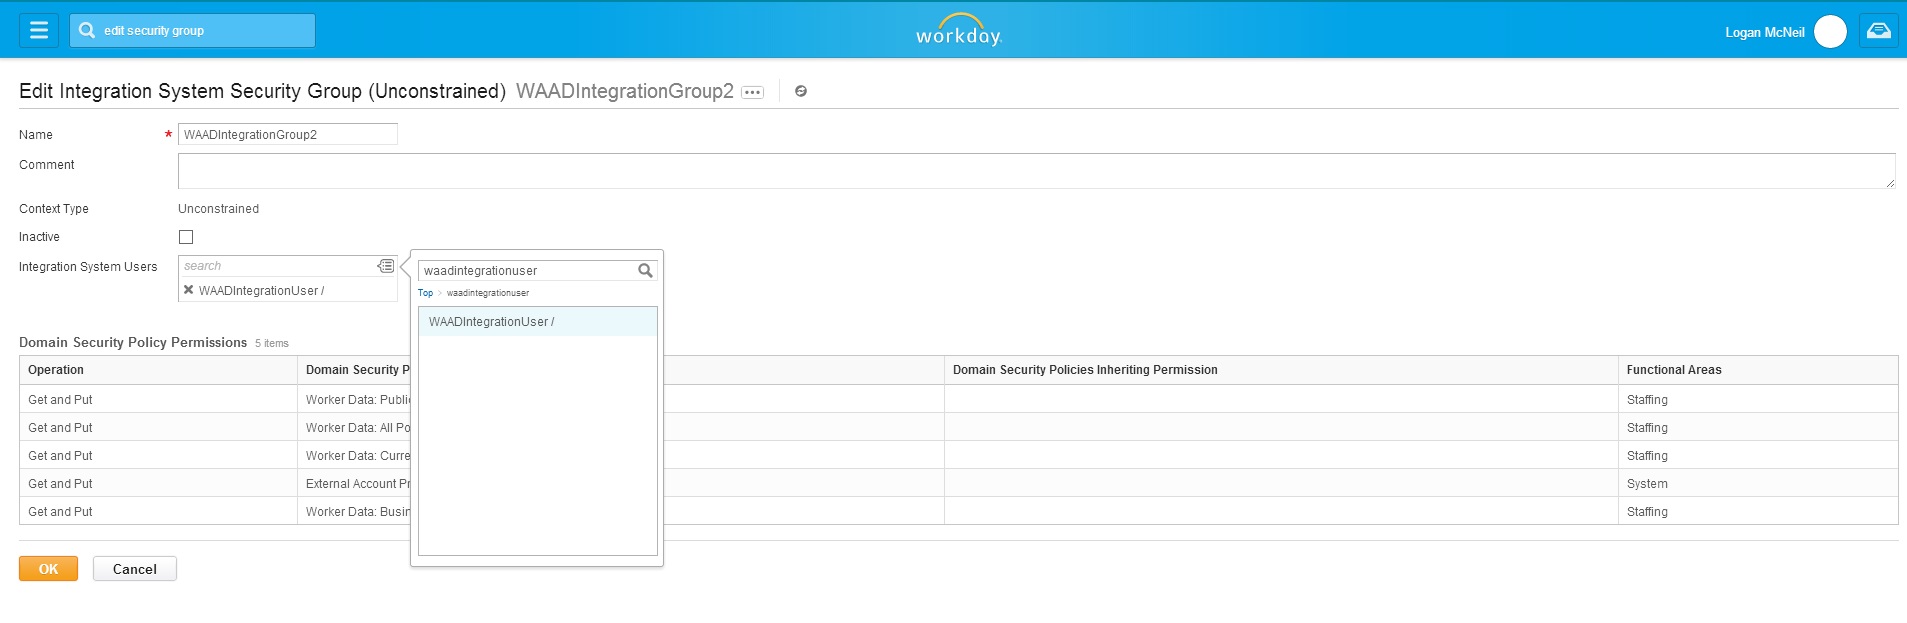 edit security group
workday.
Logan McNeil
Edit Integration System Security Group (Unconstrained) WAADIntegrationGroup2
Name * WAADIntegrationGroup2
Comment
Context Type Unconstrained
Inactive
Integration System Users search
WAADIntegrationUser /
waadintegrationuser
Top > waadintegrationuser
WAADIntegrationUser /
Domain Security Policy Permissions 5 items
Operation Domain Security P Domain Security Policies Inheriting Permission Functional Areas
Get and Put Worker Data: Public Staffing
Get and Put Worker Data: All Po Staffing
Get and Put Worker Data: Curre Staffing
Get and Put External Account Pr System
Get and Put Worker Data: Busin Staffing
OK Cancel